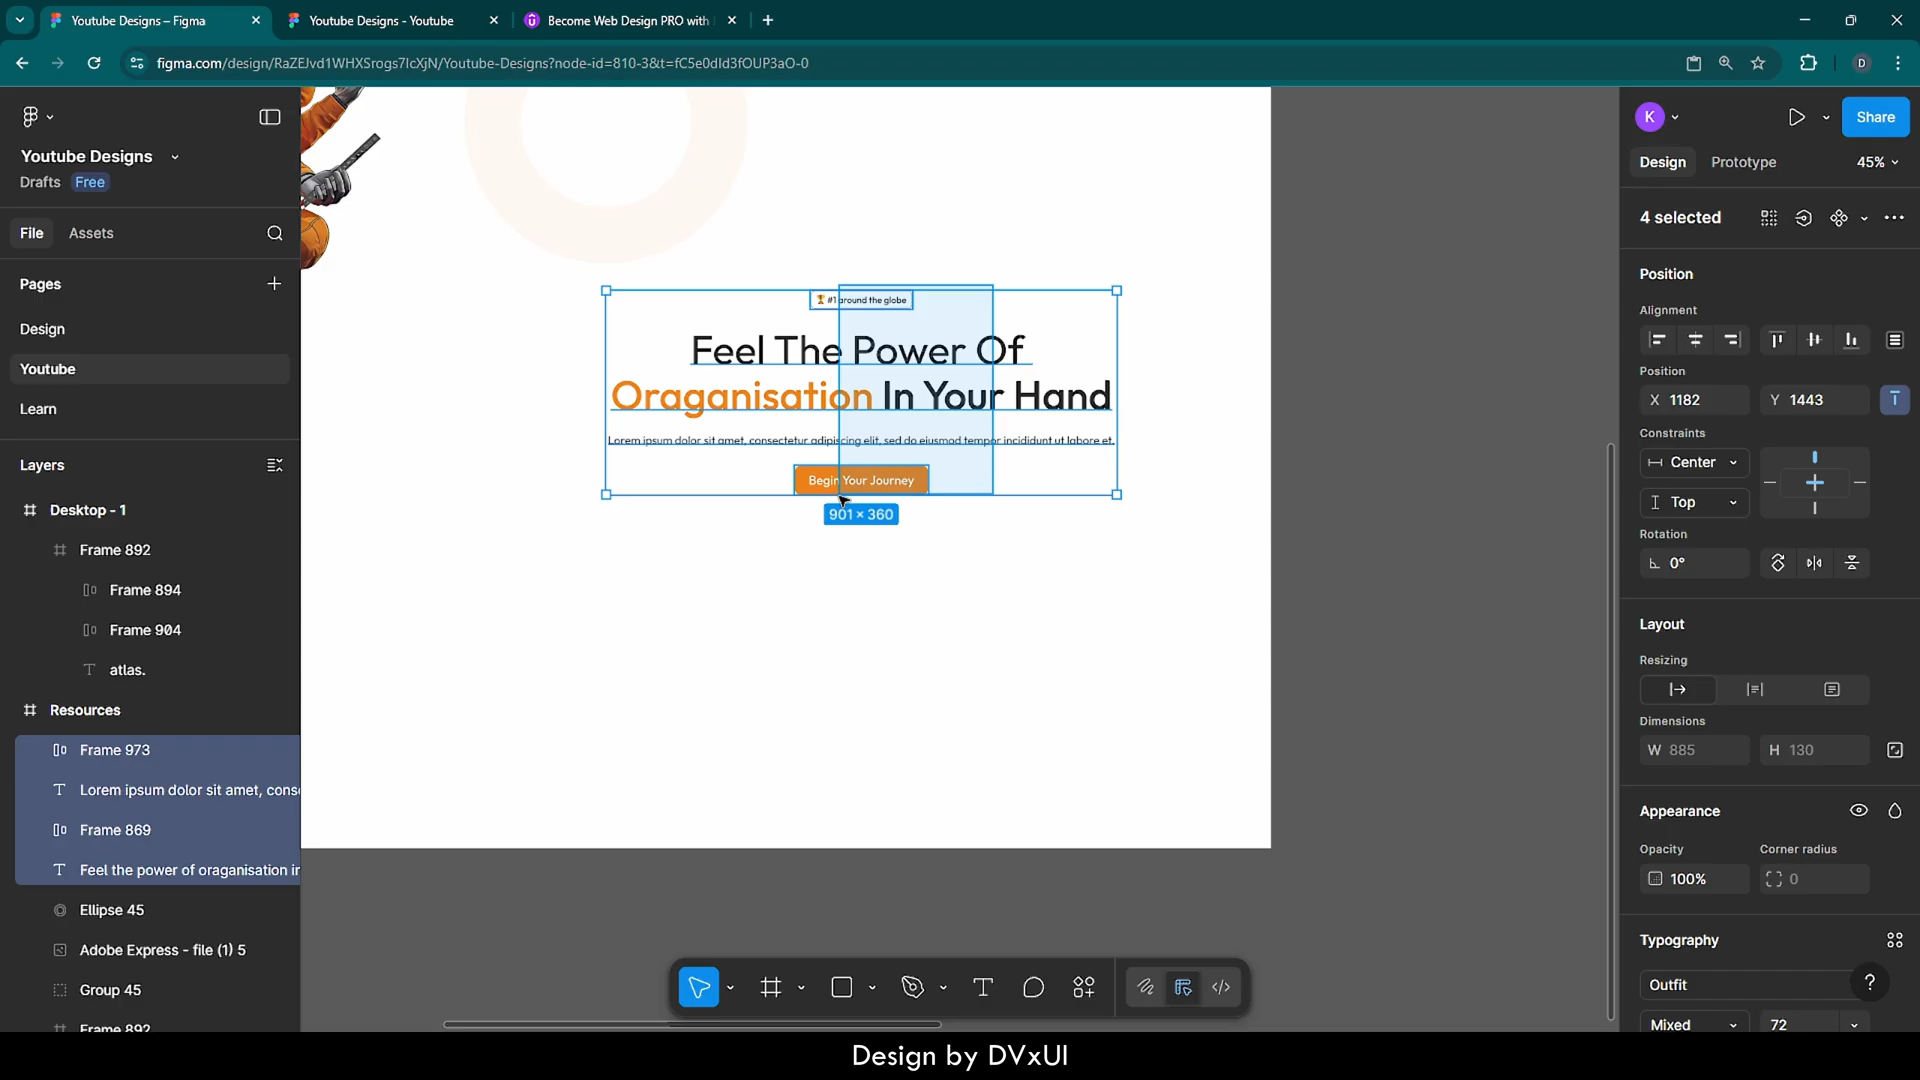 Youtube Designs – Figma
Youtube Designs - Youtube
Become Web Design PRO with
figma.com/design/RaZEJvd1WHXSrogs7IcXjN/Youtube-Designs?node-id=810-3&t=fC5e0dId3fOUP3aO-0
D
Youtube Designs
Drafts Free
File Assets
Pages
Design
Youtube
Learn
Layers
Desktop - 1
Frame 892
Frame 894
Frame 904
atlas.
Resources
Frame 973
Lorem ipsum dolor sit amet, conse
Frame 869
Feel the power of oraganisation in
Ellipse 45
Adobe Express - file (1) 5
Group 45
Frame 892
#1 around the globe
Feel The Power Of
Oraganisation In Your Hand
Lorem ipsum dolor sit amet, consectetur adipiscing elit, sed do eiusmod tempor incididunt ut labore et.
Begin Your Journey
901 × 360
K
Share
Design Prototype 45%
4 selected
Position
Alignment
Position
X 1182 Y 1443
Constraints
Center
Top
Rotation
0°
Layout
Resizing
Dimensions
W 885 H 130
Appearance
Opacity Corner radius
100% 0
Typography
Outfit
?
Mixed 72
Design by DVxUI